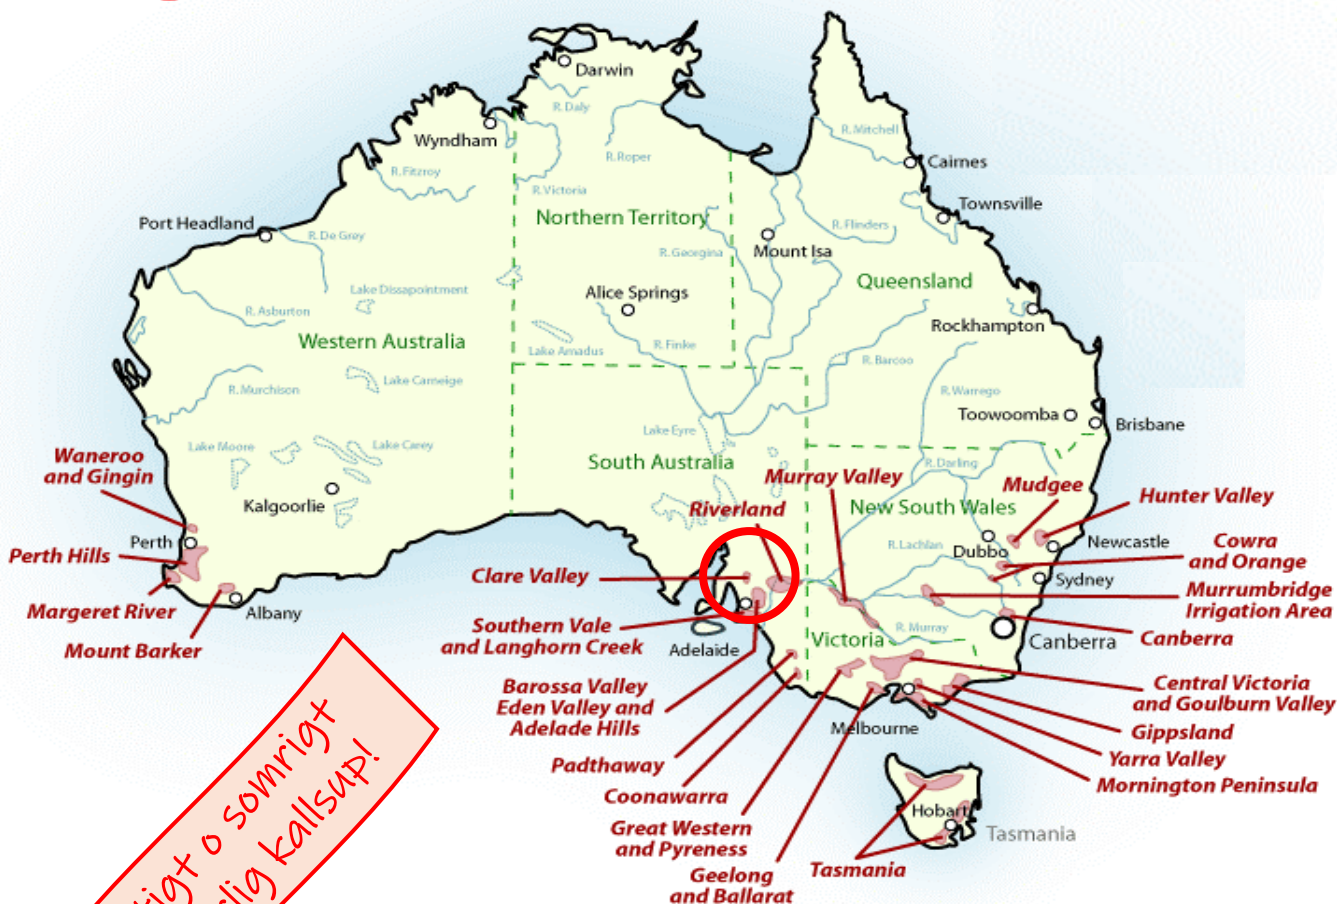 Darwin
R. Daly
Wyndham
R. Mitchell
R. Roper
Cairnes
R. Fitzroy
R. Victoria
Townsville
Northern Territory
Port Headland
R. De Grey
R. Flinders
R. Georgina
Mount Isa
Lake Dissapointment
Alice Springs
Queensland
R. Asburton
Rockhampton
Western Australia
R. Finke
Lake Amadus
R. Barcoo
Lake Carneige
R. Murchison
R. Warrego
Toowoomba
Brisbane
Lake Moore
Lake Carey
Lake Eyre
Waneroo
and Gingin
South Australia
R. Darling
Murray Valley
Mudgee
Hunter Valley
Kalgoorlie
Riverland
New South Wales
Perth
R. Lachlan
Dubbo
Newcastle
Cowra
and Orange
Perth Hills
Clare Valley
Sydney
Margeret River
Albany
Murrumbridge
Irrigation Area
Southern Vale
and Langhorn Creek
Adelaide
Victoria
R. Murray
Canberra
Canberra
Mount Barker
Barossa Valley
Eden Valley and
Adelade Hills
Central Victoria
and Goulburn Valley
Melbourne
Gippsland
Padthaway
Yarra Valley
Coonawarra
Mornington Peninsula
Great Western
and Pyreness
Hobart
Tasmania
Tasmania
Geelong
and Ballarat
o somrigt
kallsup!